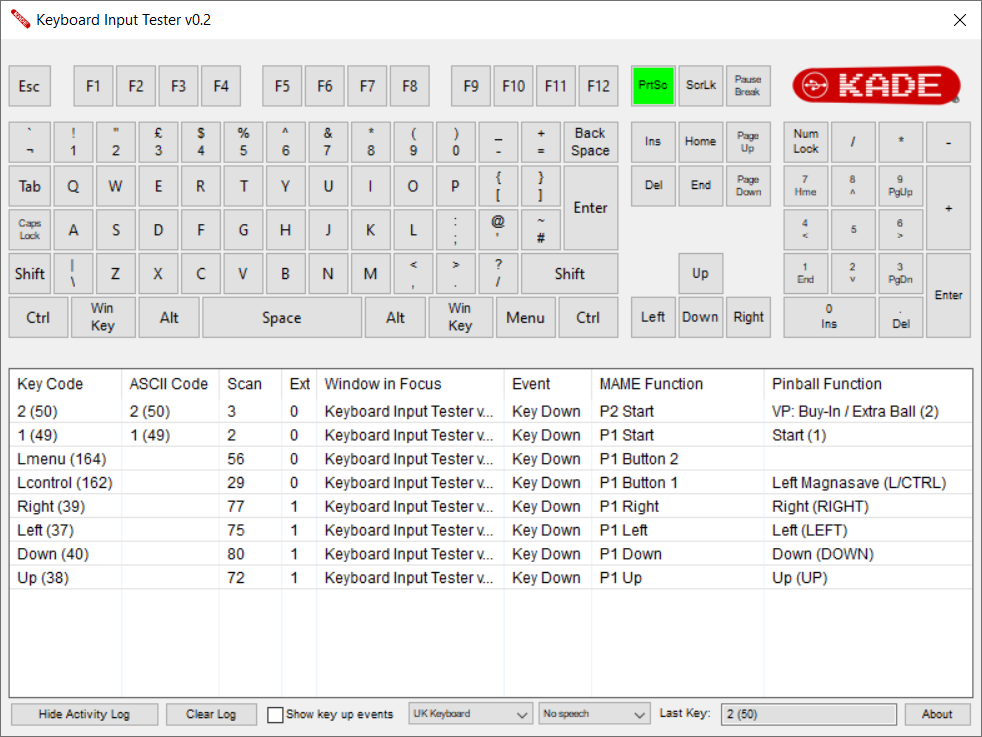 Keyboard Input Tester v0.2
Esc F1 F2 F3 F4 F5 F6 F7 F8 F9 F10 F11 F12 PrtSc ScrLk Pause Break KADE
` ¬ ! 1 " 2 £ 3 $ 4 % 5 ^ 6 & 7 * 8 ( 9 ) 0 _ - + = Back Space Ins Home Page Up Num Lock / * -
Tab Q W E R T Y U I O P { [ } ] Enter Del End Page Down 7 Hme 8 ^ 9 PgUp +
Caps Lock A S D F G H J K L : ; @ ' ~ # 4 < 5 6 >
Shift | \ Z X C V B N M < , > . ? / Shift Up 1 End 2 v 3 PgDn Enter
Ctrl Win Key Alt Space Alt Win Key Menu Ctrl Left Down Right 0 Ins . Del
Key Code ASCII Code Scan Ext Window in Focus Event MAME Function Pinball Function
2 (50) 2 (50) 3 0 Keyboard Input Tester v... Key Down P2 Start VP: Buy-In / Extra Ball (2)
1 (49) 1 (49) 2 0 Keyboard Input Tester v... Key Down P1 Start Start (1)
Lmenu (164) 56 0 Keyboard Input Tester v... Key Down P1 Button 2
Lcontrol (162) 29 0 Keyboard Input Tester v... Key Down P1 Button 1 Left Magnasave (L/CTRL)
Right (39) 77 1 Keyboard Input Tester v... Key Down P1 Right Right (RIGHT)
Left (37) 75 1 Keyboard Input Tester v... Key Down P1 Left Left (LEFT)
Down (40) 80 1 Keyboard Input Tester v... Key Down P1 Down Down (DOWN)
Up (38) 72 1 Keyboard Input Tester v... Key Down P1 Up Up (UP)
Hide Activity Log Clear Log Show key up events UK Keyboard No speech Last Key: 2 (50) About